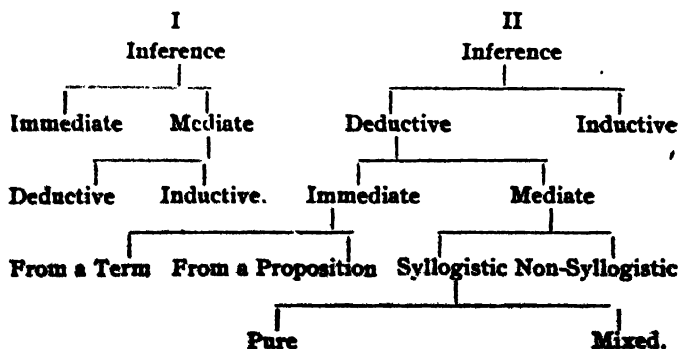 I II
Inference Inference
Immediate Mediate Deductive Inductive
Deductive Inductive. Immediate Mediate
From a Term From a Proposition Syllogistic Non-Syllogistic
Pure Mixed.